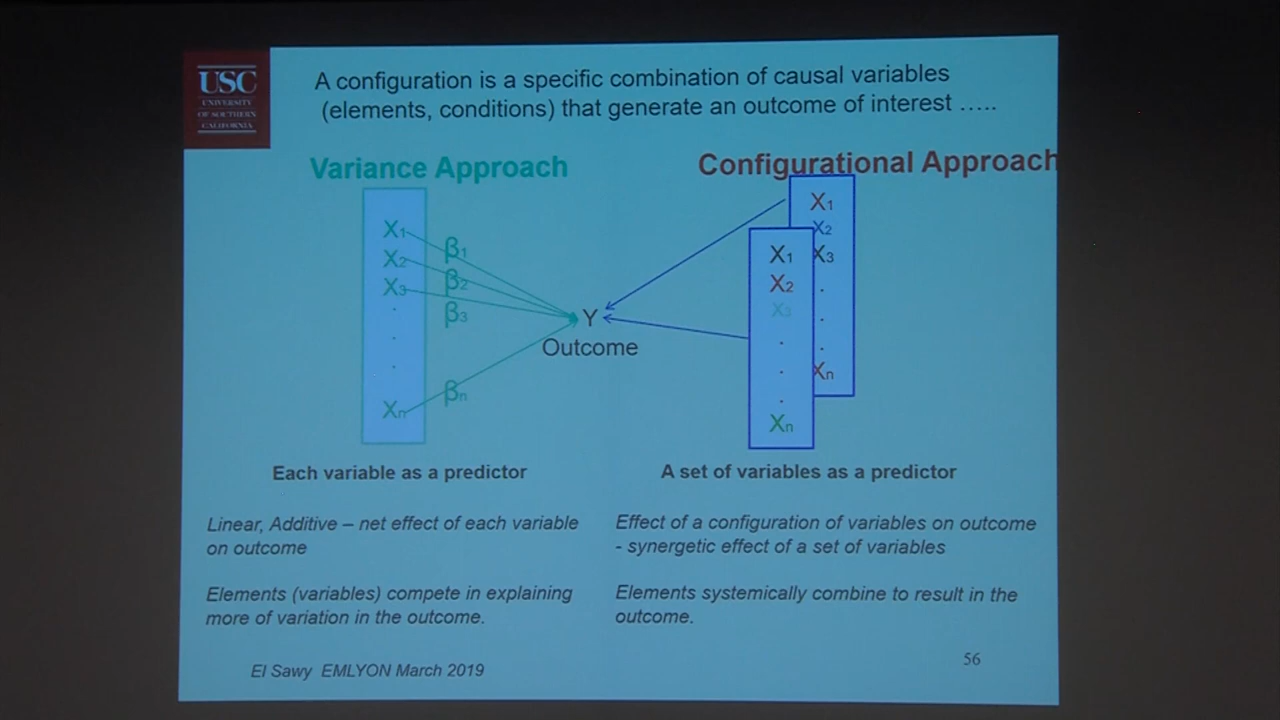 USC
UNIVERSITY
OF SOUTHERN
CALIFORNIA
A configuration is a specific combination of causal variables
(elements, conditions) that generate an outcome of interest …..
Variance Approach
X1
X2
X3
.
.
.
Xn
β1
β2
β3
βn
Y
Outcome
Configurational Approach
X1
X2
X3
.
.
.
Xn
X1
X2
X3
.
.
.
Xn
Each variable as a predictor
A set of variables as a predictor
Linear, Additive – net effect of each variable
on outcome
Elements (variables) compete in explaining
more of variation in the outcome.
Effect of a configuration of variables on outcome
- synergetic effect of a set of variables
Elements systemically combine to result in the
outcome.
El Sawy EMLYON March 2019
56